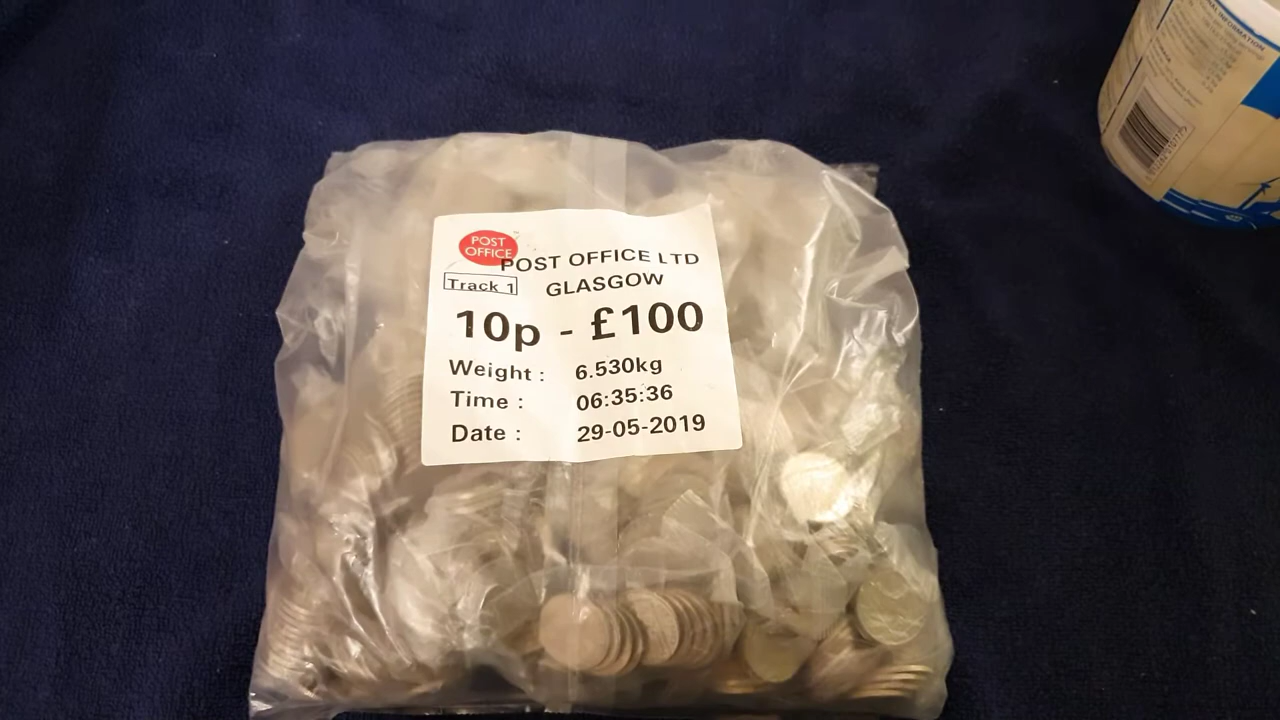 POST
OFFICE
POST OFFICE LTD
Track 1
GLASGOW
10p - £100
Weight : 6.530kg
Time : 06:35:36
Date : 29-05-2019
INFORMATION